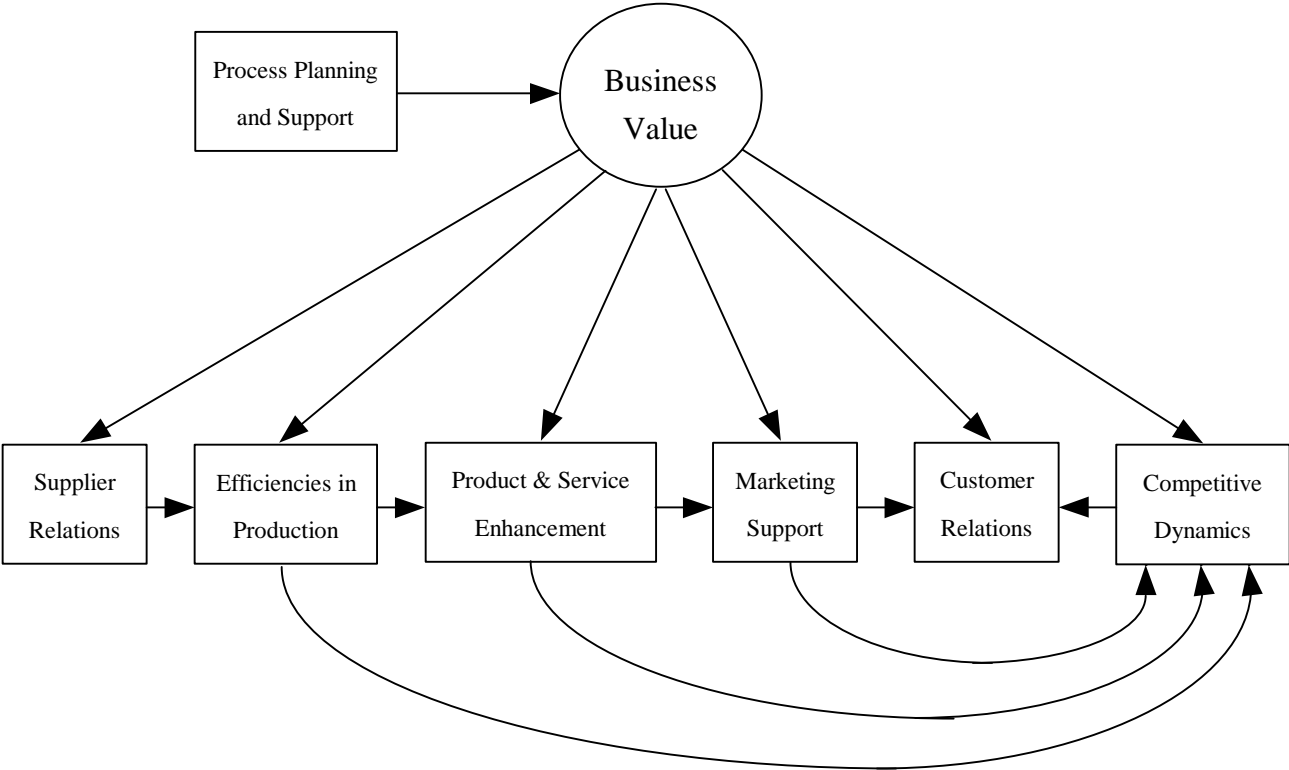 Process Planning
and Support
Business
Value
Supplier
Relations
Efficiencies in
Production
Product & Service
Enhancement
Marketing
Support
Customer
Relations
Competitive
Dynamics